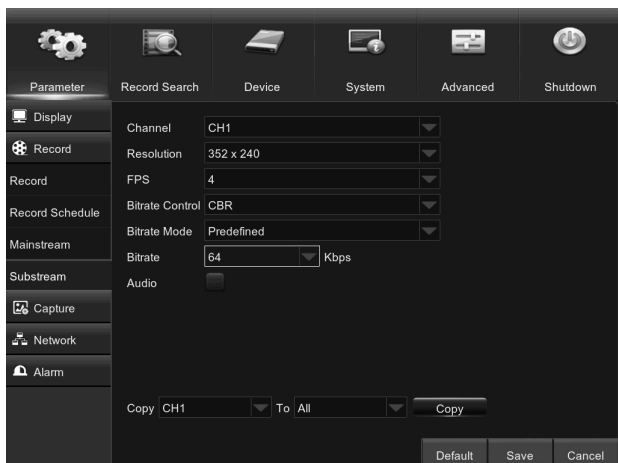 Parameter Record Search Device System Advanced Shutdown
Display
Record
Record
Record Schedule
Mainstream
Substream
Capture
Network
Alarm
Channel CH1
Resolution 352 x 240
FPS 4
Bitrate Control CBR
Bitrate Mode Predefined
Bitrate 64 Kbps
Audio
Copy CH1 To All Copy
Default Save Cancel